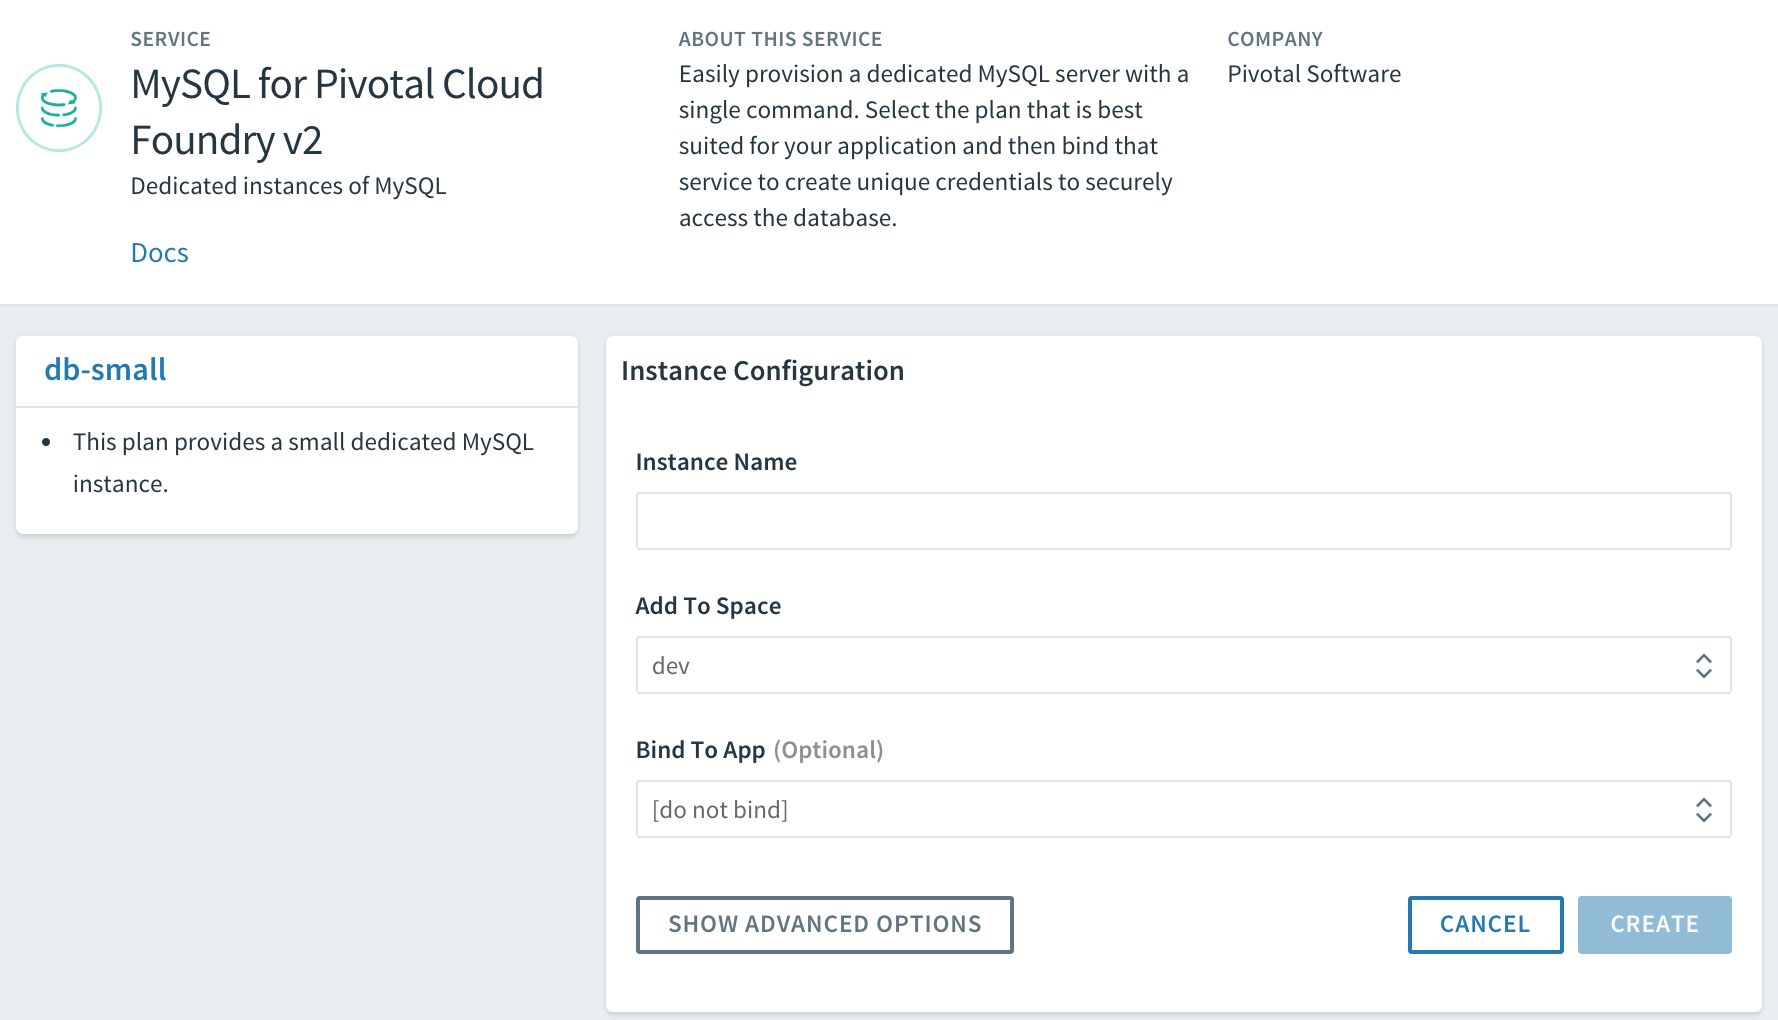 SERVICE
MySQL for Pivotal Cloud
Foundry v2
Dedicated instances of MySQL
Docs
ABOUT THIS SERVICE
Easily provision a dedicated MySQL server with a
single command. Select the plan that is best
suited for your application and then bind that
service to create unique credentials to securely
access the database.
COMPANY
Pivotal Software
db-small
• This plan provides a small dedicated MySQL
instance.
Instance Configuration
Instance Name
Add To Space
dev
Bind To App (Optional)
[do not bind]
SHOW ADVANCED OPTIONS
CANCEL
CREATE